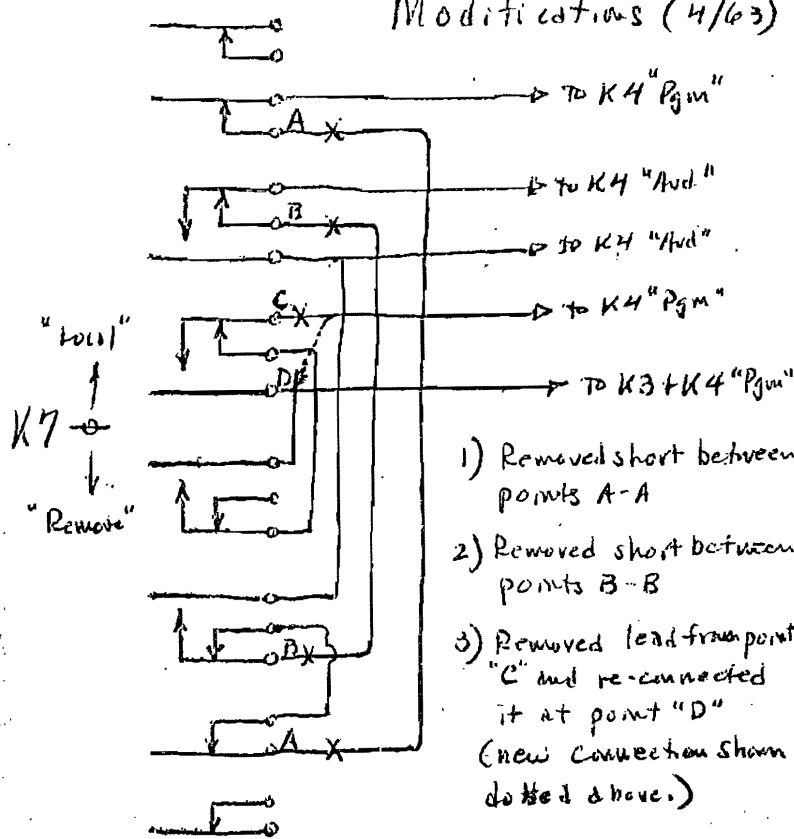 Modifications (4/63)
To K4 "Pgm"
A
to K4 "Aud"
B
to K4 "Aud"
C
to K4 "Pgm"
D
To K3 + K4 "Pgm"
"Local"
K7
"Remove"
1) Removed short between
points A-A
2) Removed short between
points B-B
3) Removed lead from point
"C" and re-connected
it at point "D"
(new connection shown
dotted above.)
B
A